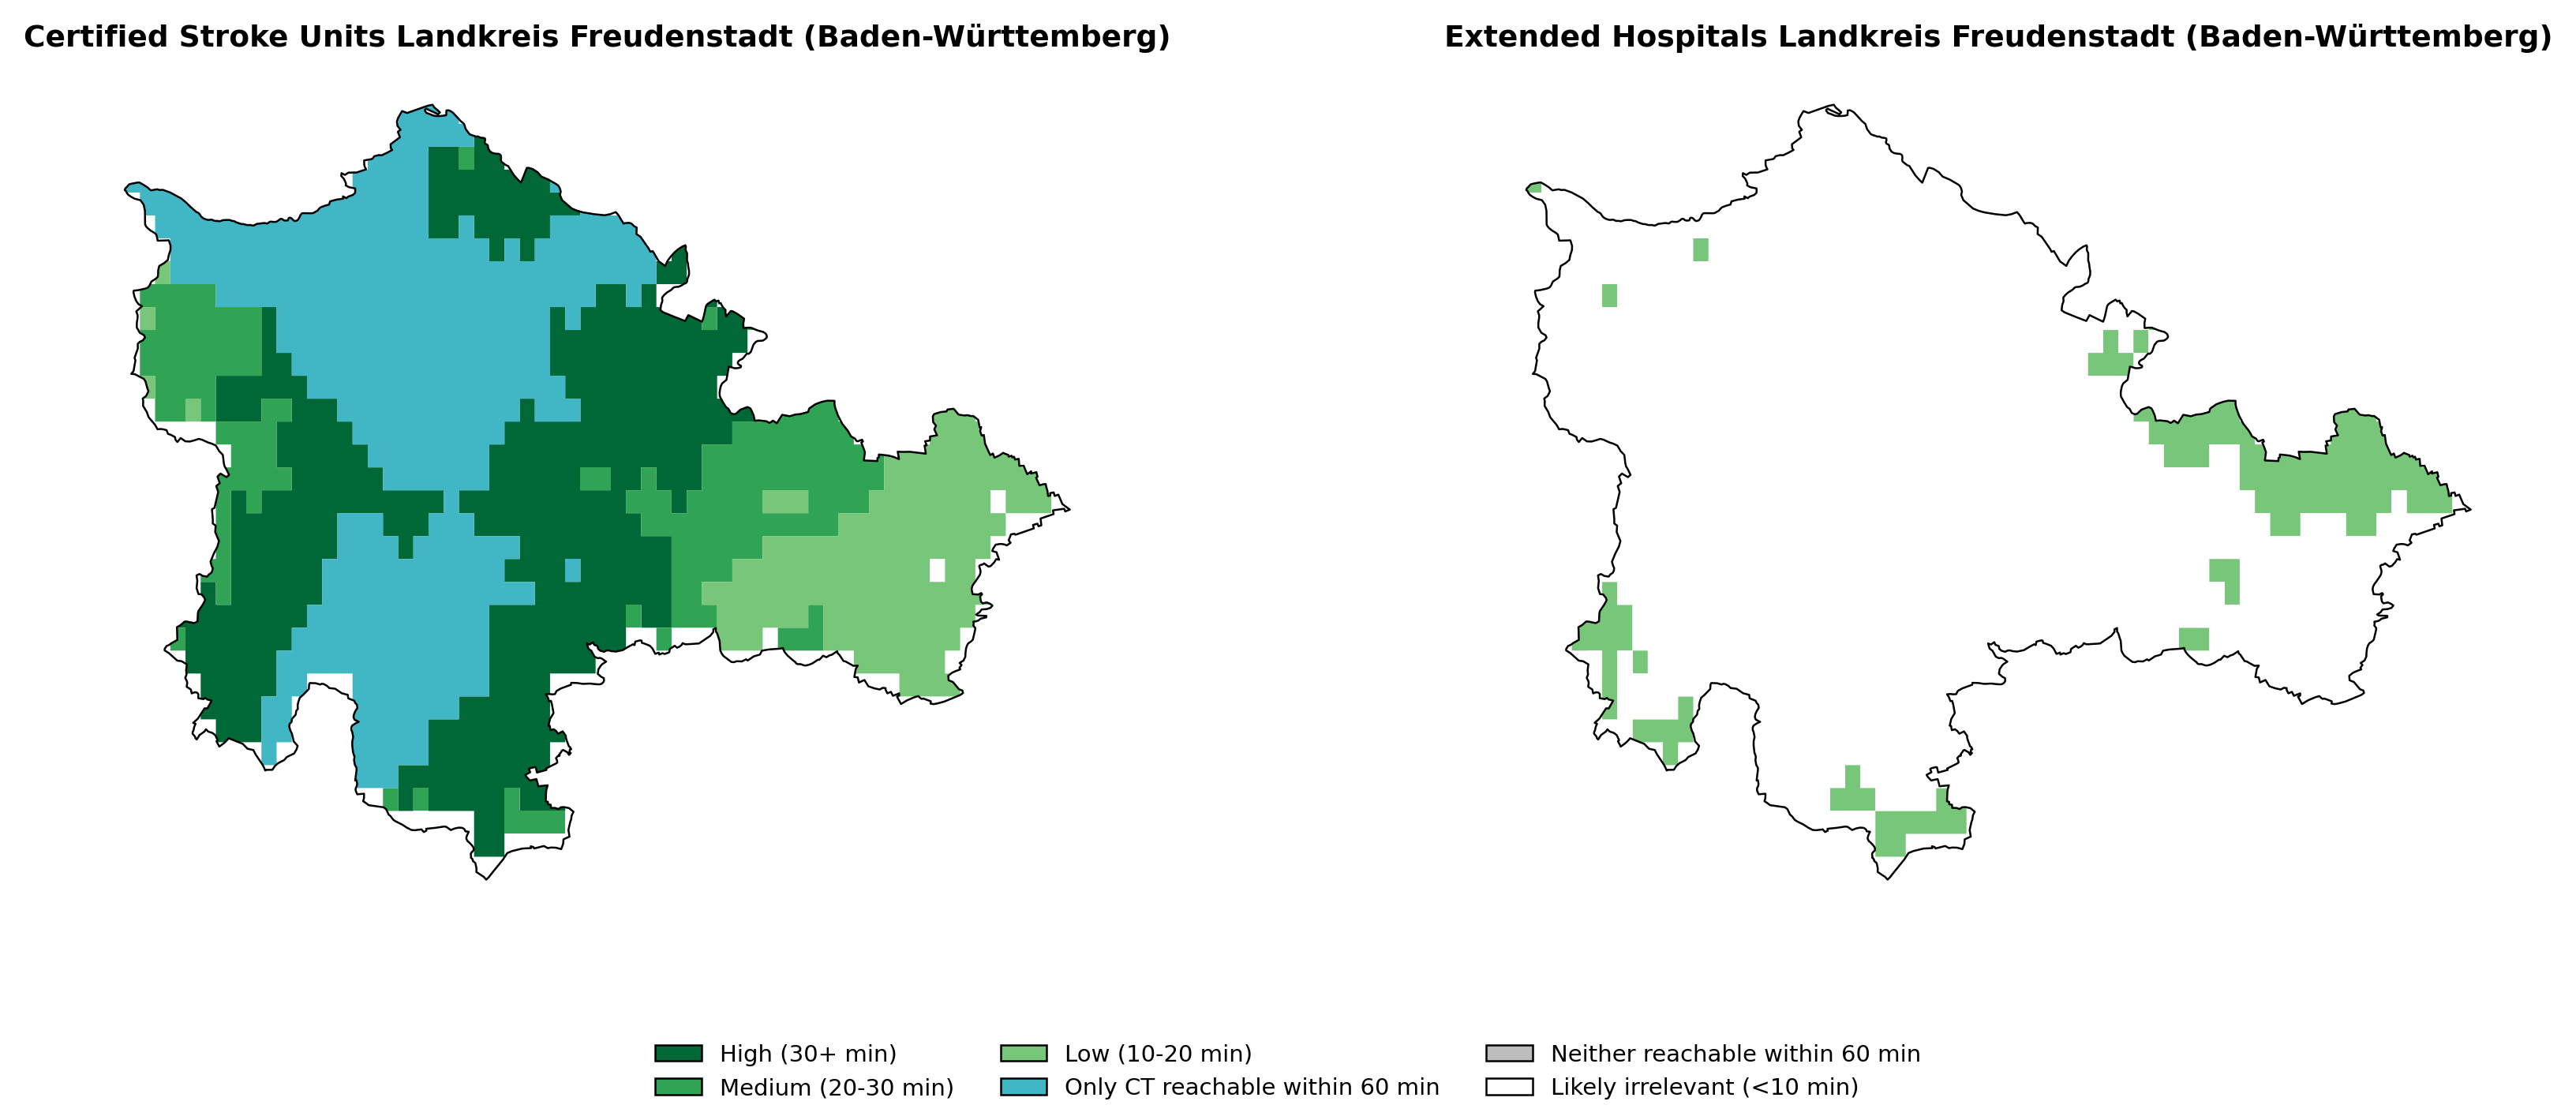 Certified Stroke Units Landkreis Freudenstadt (Baden-Württemberg)
Extended Hospitals Landkreis Freudenstadt (Baden-Württemberg)
High (30+ min)
Medium (20-30 min)
Low (10-20 min)
Only CT reachable within 60 min
Neither reachable within 60 min
Likely irrelevant (<10 min)